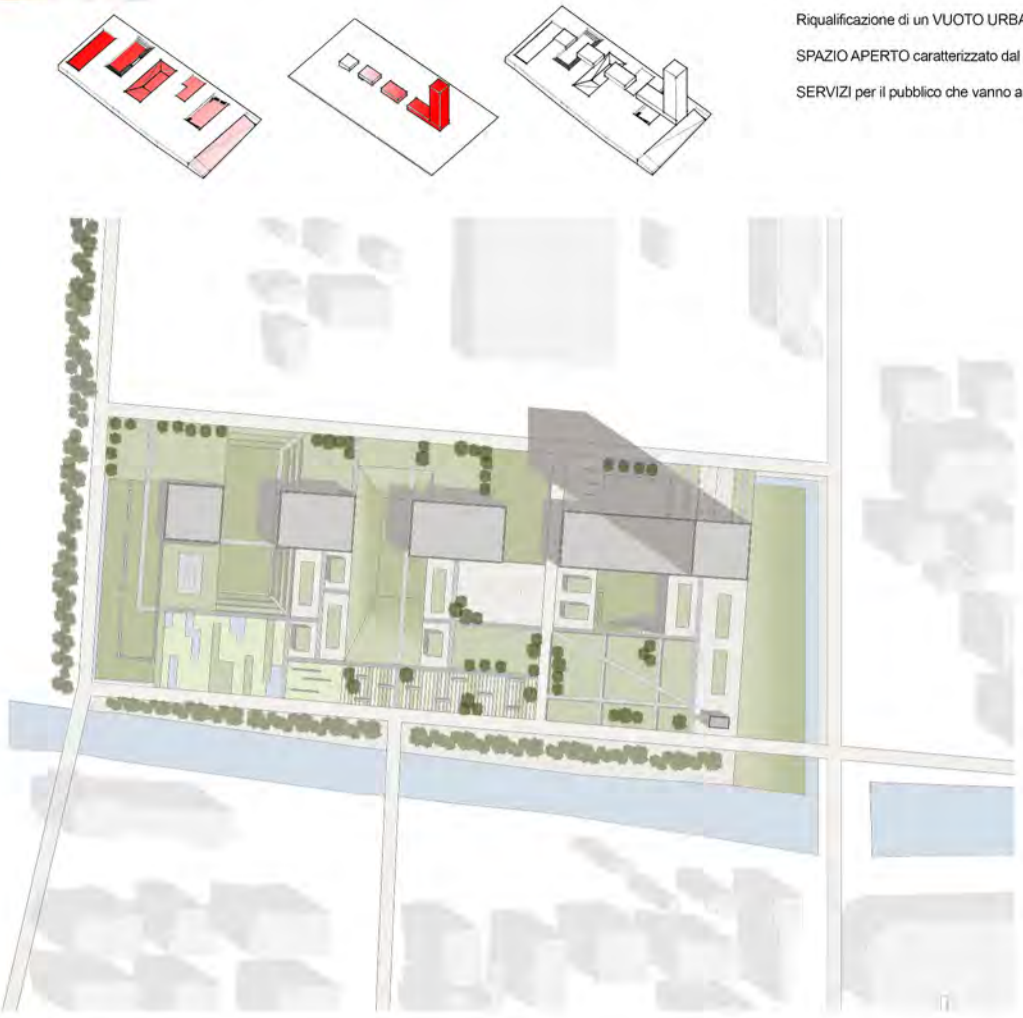 Riqualificazione di un VUOTO URBA
SPAZIO APERTO caratterizzato dal
SERVIZI per il pubblico che vanno a